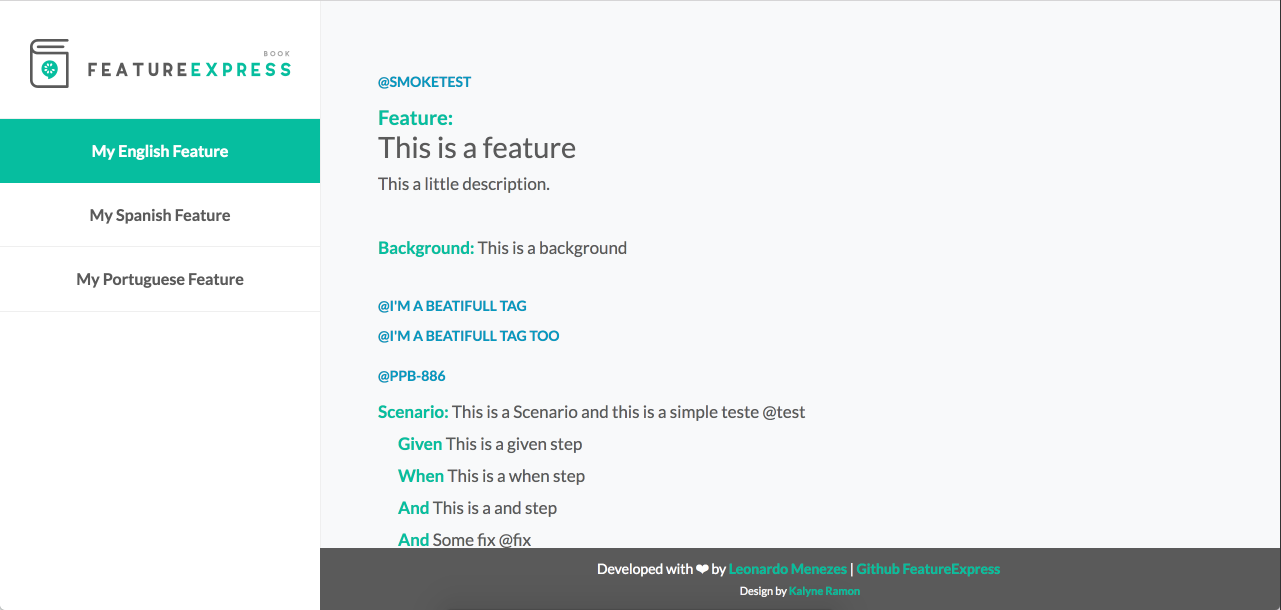 BOOK
FEATUREEXPRESS
My English Feature
My Spanish Feature
My Portuguese Feature
@SMOKETEST
Feature:
This is a feature
This a little description.
Background: This is a background
@I'M A BEATIFULL TAG
@I'M A BEATIFULL TAG TOO
@PPB-886
Scenario: This is a Scenario and this is a simple teste @test
Given This is a given step
When This is a when step
And This is a and step
And Some fix @fix
Developed with ❤ by Leonardo Menezes | Github FeatureExpress
Design by Kalyne Ramon